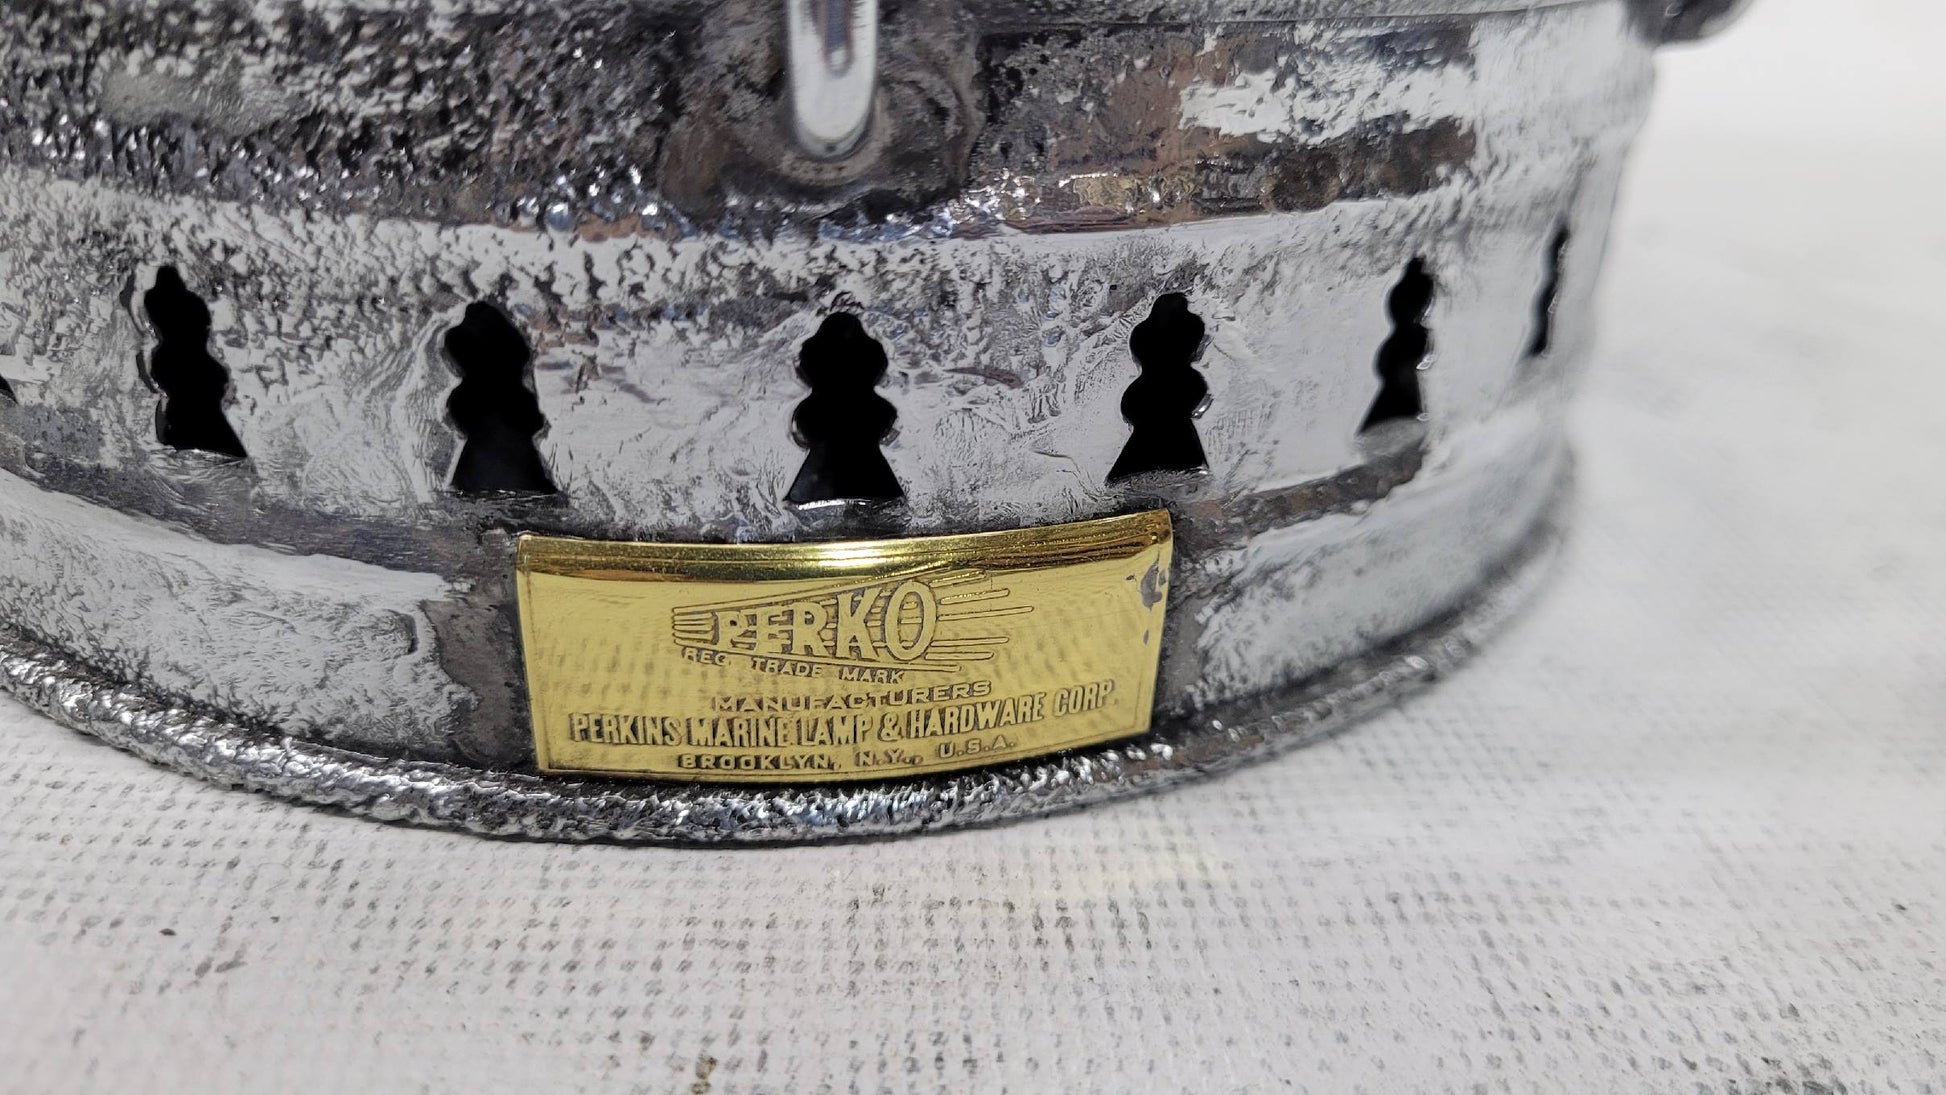 PERKO
REG. TRADE MARK
MANUFACTURERS
PERKINS MARINE LAMP & HARDWARE CORP.
BROOKLYN, N.Y., U.S.A.